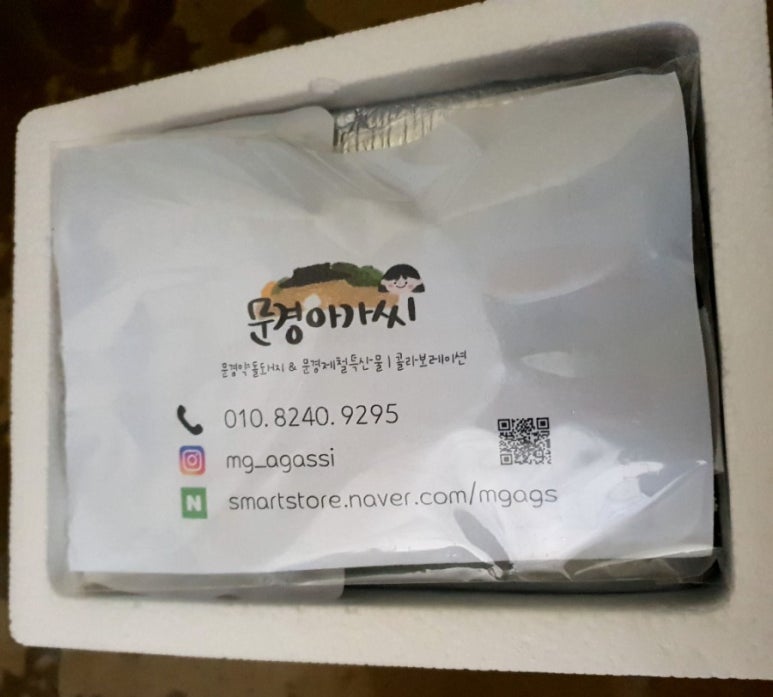 문경아가씨
문경약돌돼지 & 문경제철특산물 | 콜라보레이션
010. 8240. 9295
mg_agassi
N smartstore.naver.com/mgags